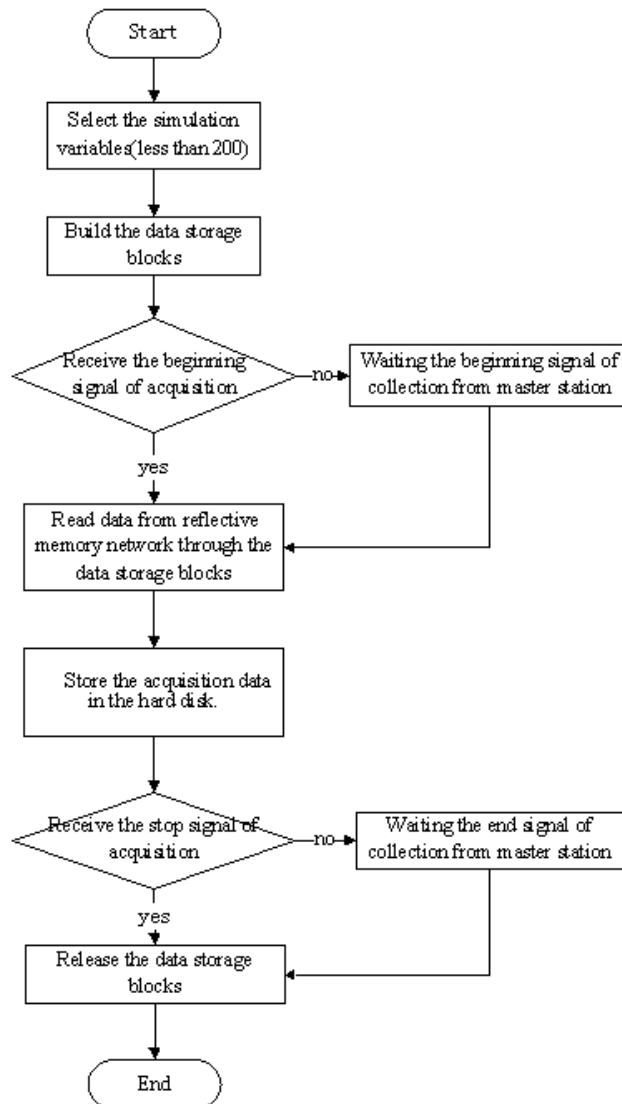 Start
Select the simulation
variables(less than 200)
Build the data storage
blocks
Receive the beginning
signal of acquisition
no
Waiting the beginning signal of
collection from master station
yes
Read data from reflective
memory network through the
data storage blocks
Store the acquisition data
in the hard disk.
Receive the stop signal of
acquisition
no
Waiting the end signal of
collection from master station
yes
Release the data storage
blocks
End